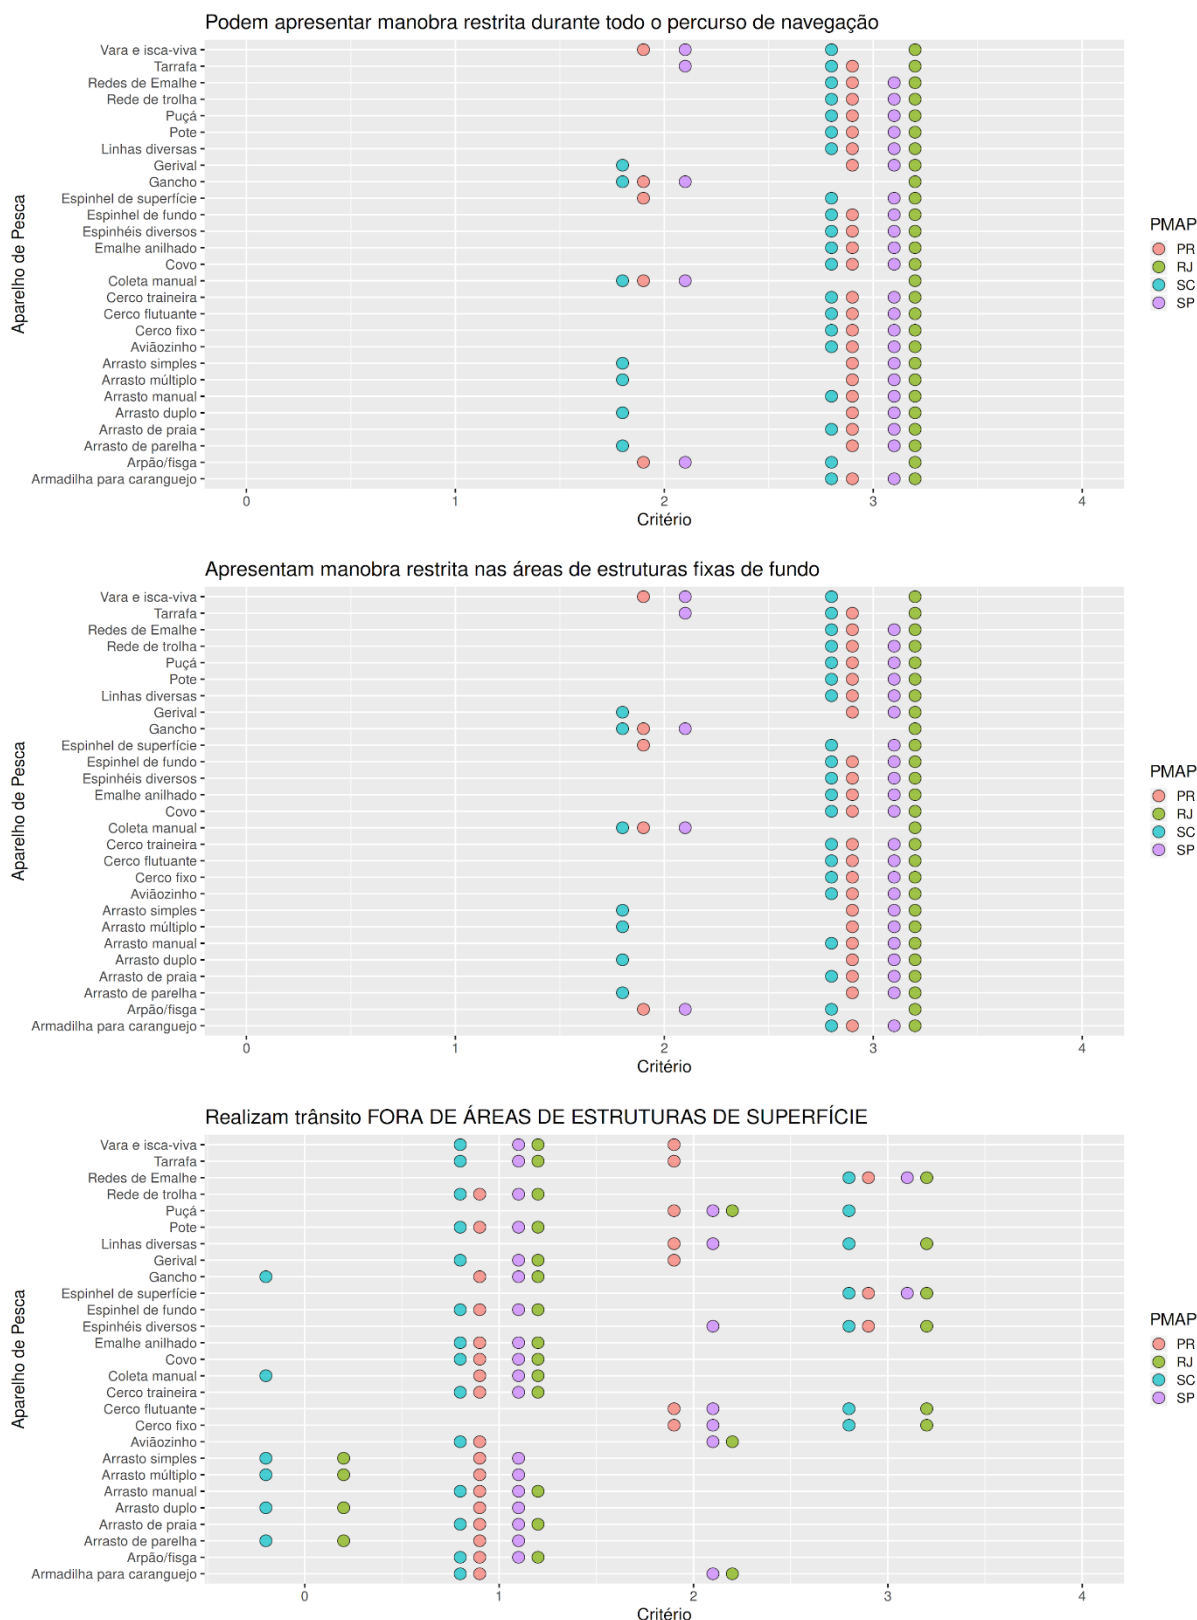 Podem apresentar manobra restrita durante todo o percurso de navegação
Vara e isca-viva
Tarrafa
Redes de Emalhe
Rede de trolha
Puçá
Pote
Linhas diversas
Gerival
Gancho
Espinhel de superfície
Espinhel de fundo
Espinhéis diversos
Emalhe anilhado
Covo
Coleta manual
Cerco traineira
Cerco flutuante
Cerco fixo
Aviãozinho
Arrasto simples
Arrasto múltiplo
Arrasto manual
Arrasto duplo
Arrasto de praia
Arrasto de parelha
Arpão/fisga
Armadilha para caranguejo
Aparelho de Pesca
0 1 2 3 4
Critério
PMAP
PR
RJ
SC
SP
Apresentam manobra restrita nas áreas de estruturas fixas de fundo
Vara e isca-viva
Tarrafa
Redes de Emalhe
Rede de trolha
Puçá
Pote
Linhas diversas
Gerival
Gancho
Espinhel de superfície
Espinhel de fundo
Espinhéis diversos
Emalhe anilhado
Covo
Coleta manual
Cerco traineira
Cerco flutuante
Cerco fixo
Aviãozinho
Arrasto simples
Arrasto múltiplo
Arrasto manual
Arrasto duplo
Arrasto de praia
Arrasto de parelha
Arpão/fisga
Armadilha para caranguejo
Aparelho de Pesca
0 1 2 3 4
Critério
PMAP
PR
RJ
SC
SP
Realizam trânsito FORA DE ÁREAS DE ESTRUTURAS DE SUPERFÍCIE
Vara e isca-viva
Tarrafa
Redes de Emalhe
Rede de trolha
Puçá
Pote
Linhas diversas
Gerival
Gancho
Espinhel de superfície
Espinhel de fundo
Espinhéis diversos
Emalhe anilhado
Covo
Coleta manual
Cerco traineira
Cerco flutuante
Cerco fixo
Aviãozinho
Arrasto simples
Arrasto múltiplo
Arrasto manual
Arrasto duplo
Arrasto de praia
Arrasto de parelha
Arpão/fisga
Armadilha para caranguejo
Aparelho de Pesca
0 1 2 3 4
Critério
PMAP
PR
RJ
SC
SP